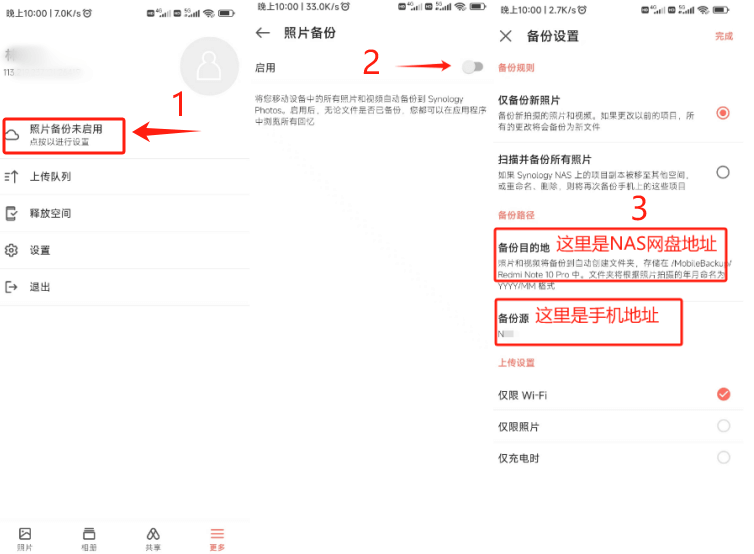 晚上10:00 | 7.0K/s
113
照片备份未启用
点按以进行设置
1
上传队列
释放空间
设置
退出
照片
相册
共享
更多
晚上10:00 | 33.0K/s
照片备份
启用
2
将您移动设备中的所有照片和视频自动备份到 Synology
Photos。启用后，无论文件是否已备份，您都可以在应用程序
中浏览所有回忆
晚上10:00 | 2.7K/s
备份设置
完成
备份规则
仅备份新照片
备份新拍摄的照片和视频。如果更改以前的项目，所
有的更改将会备份为新文件
扫描并备份所有照片
如果 Synology NAS 上的项目副本被移至其他空间、
或重命名、删除，则将再次备份手机上的这些项目
3
备份路径
备份目的地 这里是NAS网盘地址
照片和视频将备份到自动创建文件夹，存储在 /MobileBackup/
Redmi Note 10 Pro 中。文件夹将根据照片拍摄的年月命名为
YYYY/MM 格式
备份源 这里是手机地址
N
上传设置
仅限 Wi-Fi
仅限照片
仅充电时